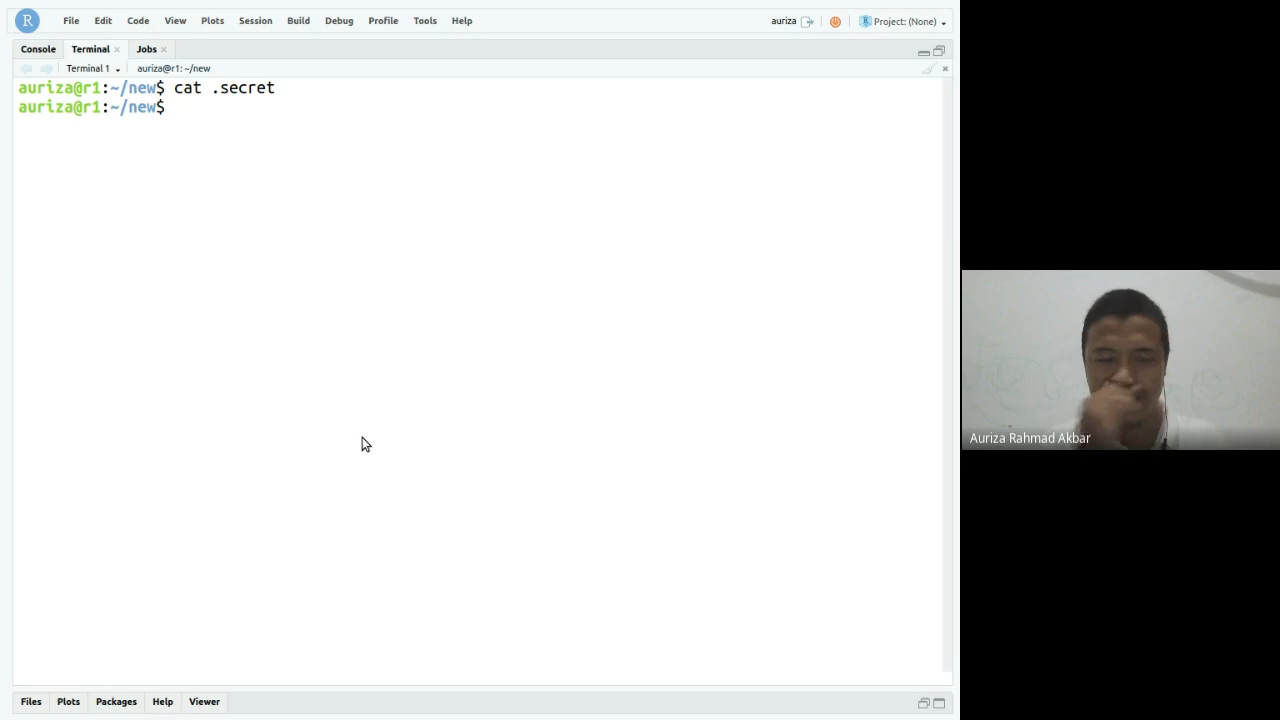 R File Edit Code View Plots Session Build Debug Profile Tools Help auriza R Project: (None)
Console Terminal Jobs
Terminal 1 auriza@r1: ~/new
auriza@r1:~/new$ cat .secret
auriza@r1:~/new$
Auriza Rahmad Akbar
Files Plots Packages Help Viewer